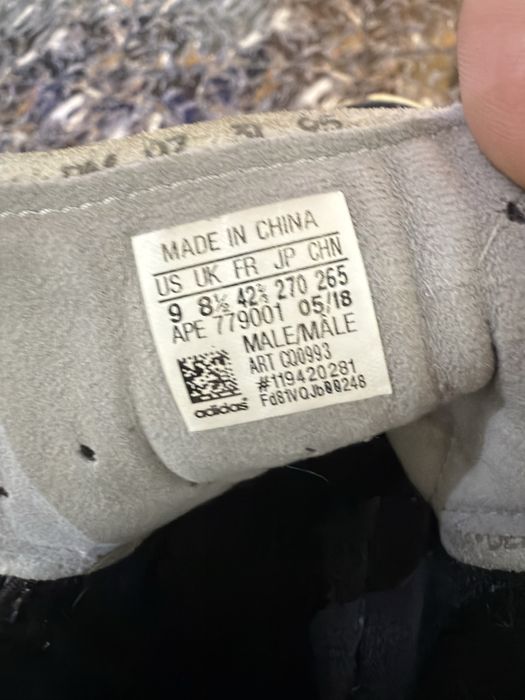 MADE IN CHINA
US UK FR JP CHN
9 8½ 42⅔ 270 265
APE 779001 05/18
MALE/MÂLE
ART CQ0993
#119420281
adidas